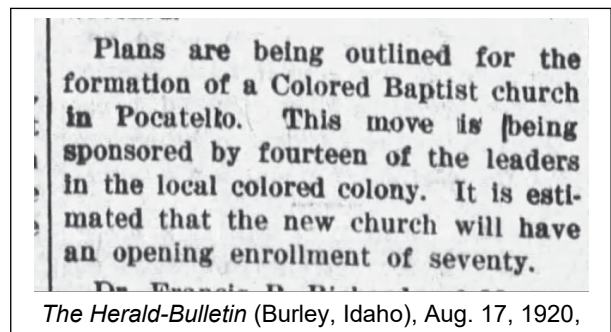 Plans are being outlined for the
formation of a Colored Baptist church
in Pocatello. This move is being
sponsored by fourteen of the leaders
in the local colored colony. It is esti-
mated that the new church will have
an opening enrollment of seventy.
The Herald-Bulletin (Burley, Idaho), Aug. 17, 1920,